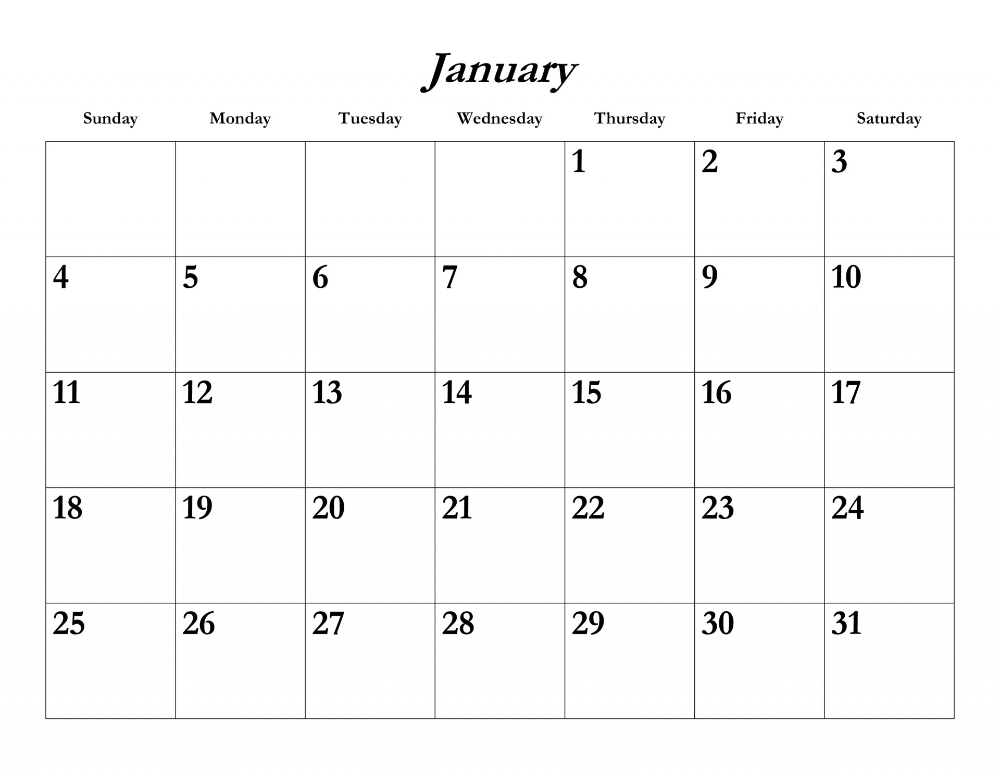 January
Sunday Monday Tuesday Wednesday Thursday Friday Saturday
1 2 3
4 5 6 7 8 9 10
11 12 13 14 15 16 17
18 19 20 21 22 23 24
25 26 27 28 29 30 31